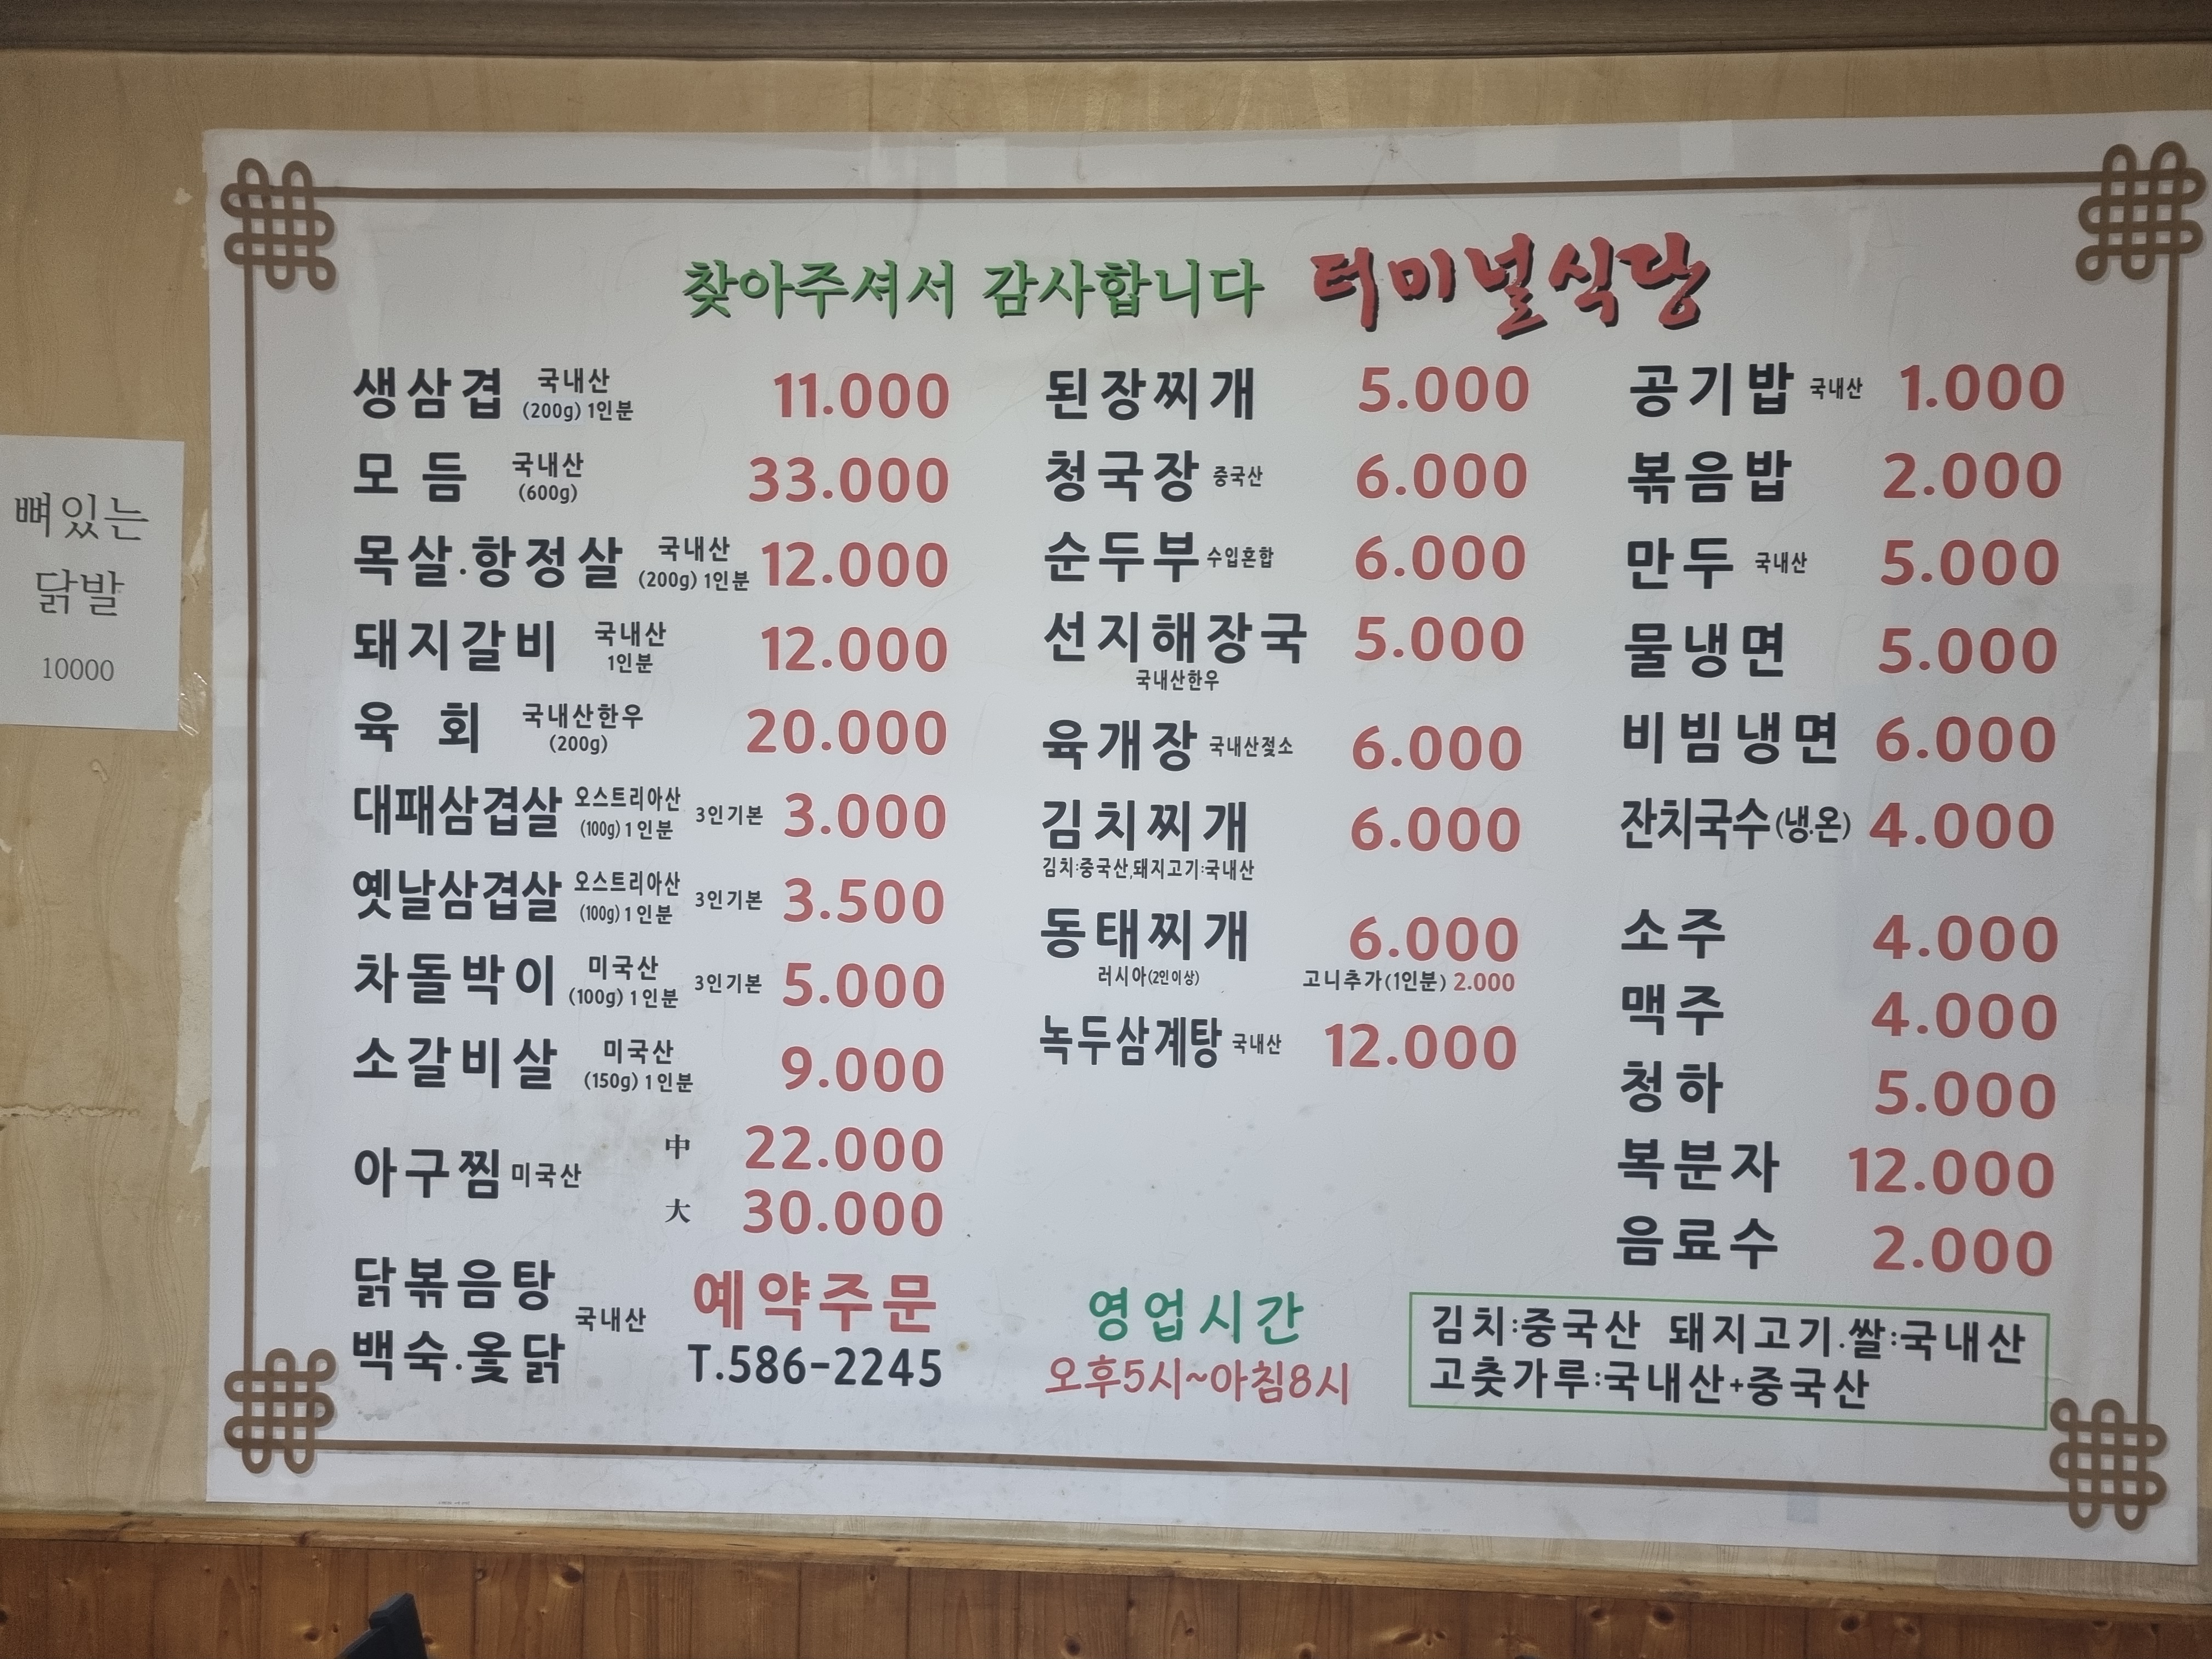 찾아주셔서 감사합니다 터미널식당
뼈있는
닭발
10000
생삼겹 국내산 (200g) 1인분 11.000
모듬 국내산 (600g) 33.000
목살.항정살 국내산 (200g) 1인분 12.000
돼지갈비 국내산 1인분 12.000
육회 국내산한우 (200g) 20.000
대패삼겹살 오스트리아산 (100g) 1인분 3인기본 3.000
옛날삼겹살 오스트리아산 (100g) 1인분 3인기본 3.500
차돌박이 미국산 (100g) 1인분 3인기본 5.000
소갈비살 미국산 (150g) 1인분 9.000
아구찜 미국산 中 22.000
大 30.000
닭볶음탕
백숙.옻닭 국내산
예약주문
T.586-2245
된장찌개 5.000
청국장 중국산 6.000
순두부 수입혼합 6.000
선지해장국 5.000
국내산한우
육개장 국내산젖소 6.000
김치찌개 6.000
김치:중국산,돼지고기:국내산
동태찌개 6.000
러시아(2인이상) 고니추가(1인분) 2.000
녹두삼계탕 국내산 12.000
영업시간
오후5시~아침8시
공기밥 국내산 1.000
볶음밥 2.000
만두 국내산 5.000
물냉면 5.000
비빔냉면 6.000
잔치국수(냉.온) 4.000
소주 4.000
맥주 4.000
청하 5.000
복분자 12.000
음료수 2.000
김치:중국산 돼지고기.쌀:국내산
고춧가루:국내산+중국산